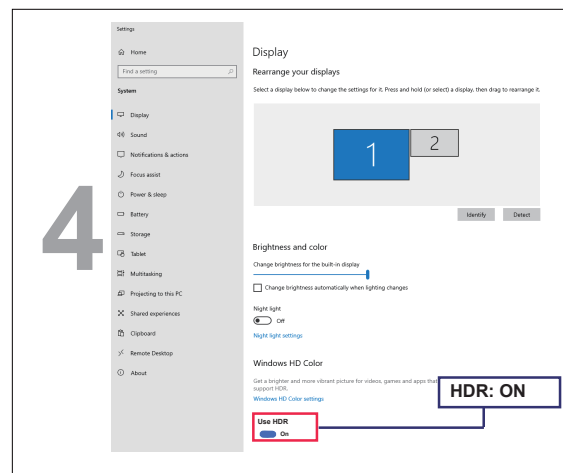 4
Settings
Home
Find a setting
System
Display
Sound
Notifications & actions
Focus assist
Power & sleep
Battery
Storage
Tablet
Multitasking
Projecting to this PC
Shared experiences
Clipboard
Remote Desktop
About
Display
Rearrange your displays
Select a display below to change the settings for it. Press and hold (or select) a display, then drag to rearrange it.
1
2
Identify
Detect
Brightness and color
Change brightness for the built-in display
Change brightness automatically when lighting changes
Night light
Off
Night light settings
Windows HD Color
Get a brighter and more vibrant picture for videos, games and apps that
support HDR.
Windows HD Color settings
Use HDR
On
HDR: ON